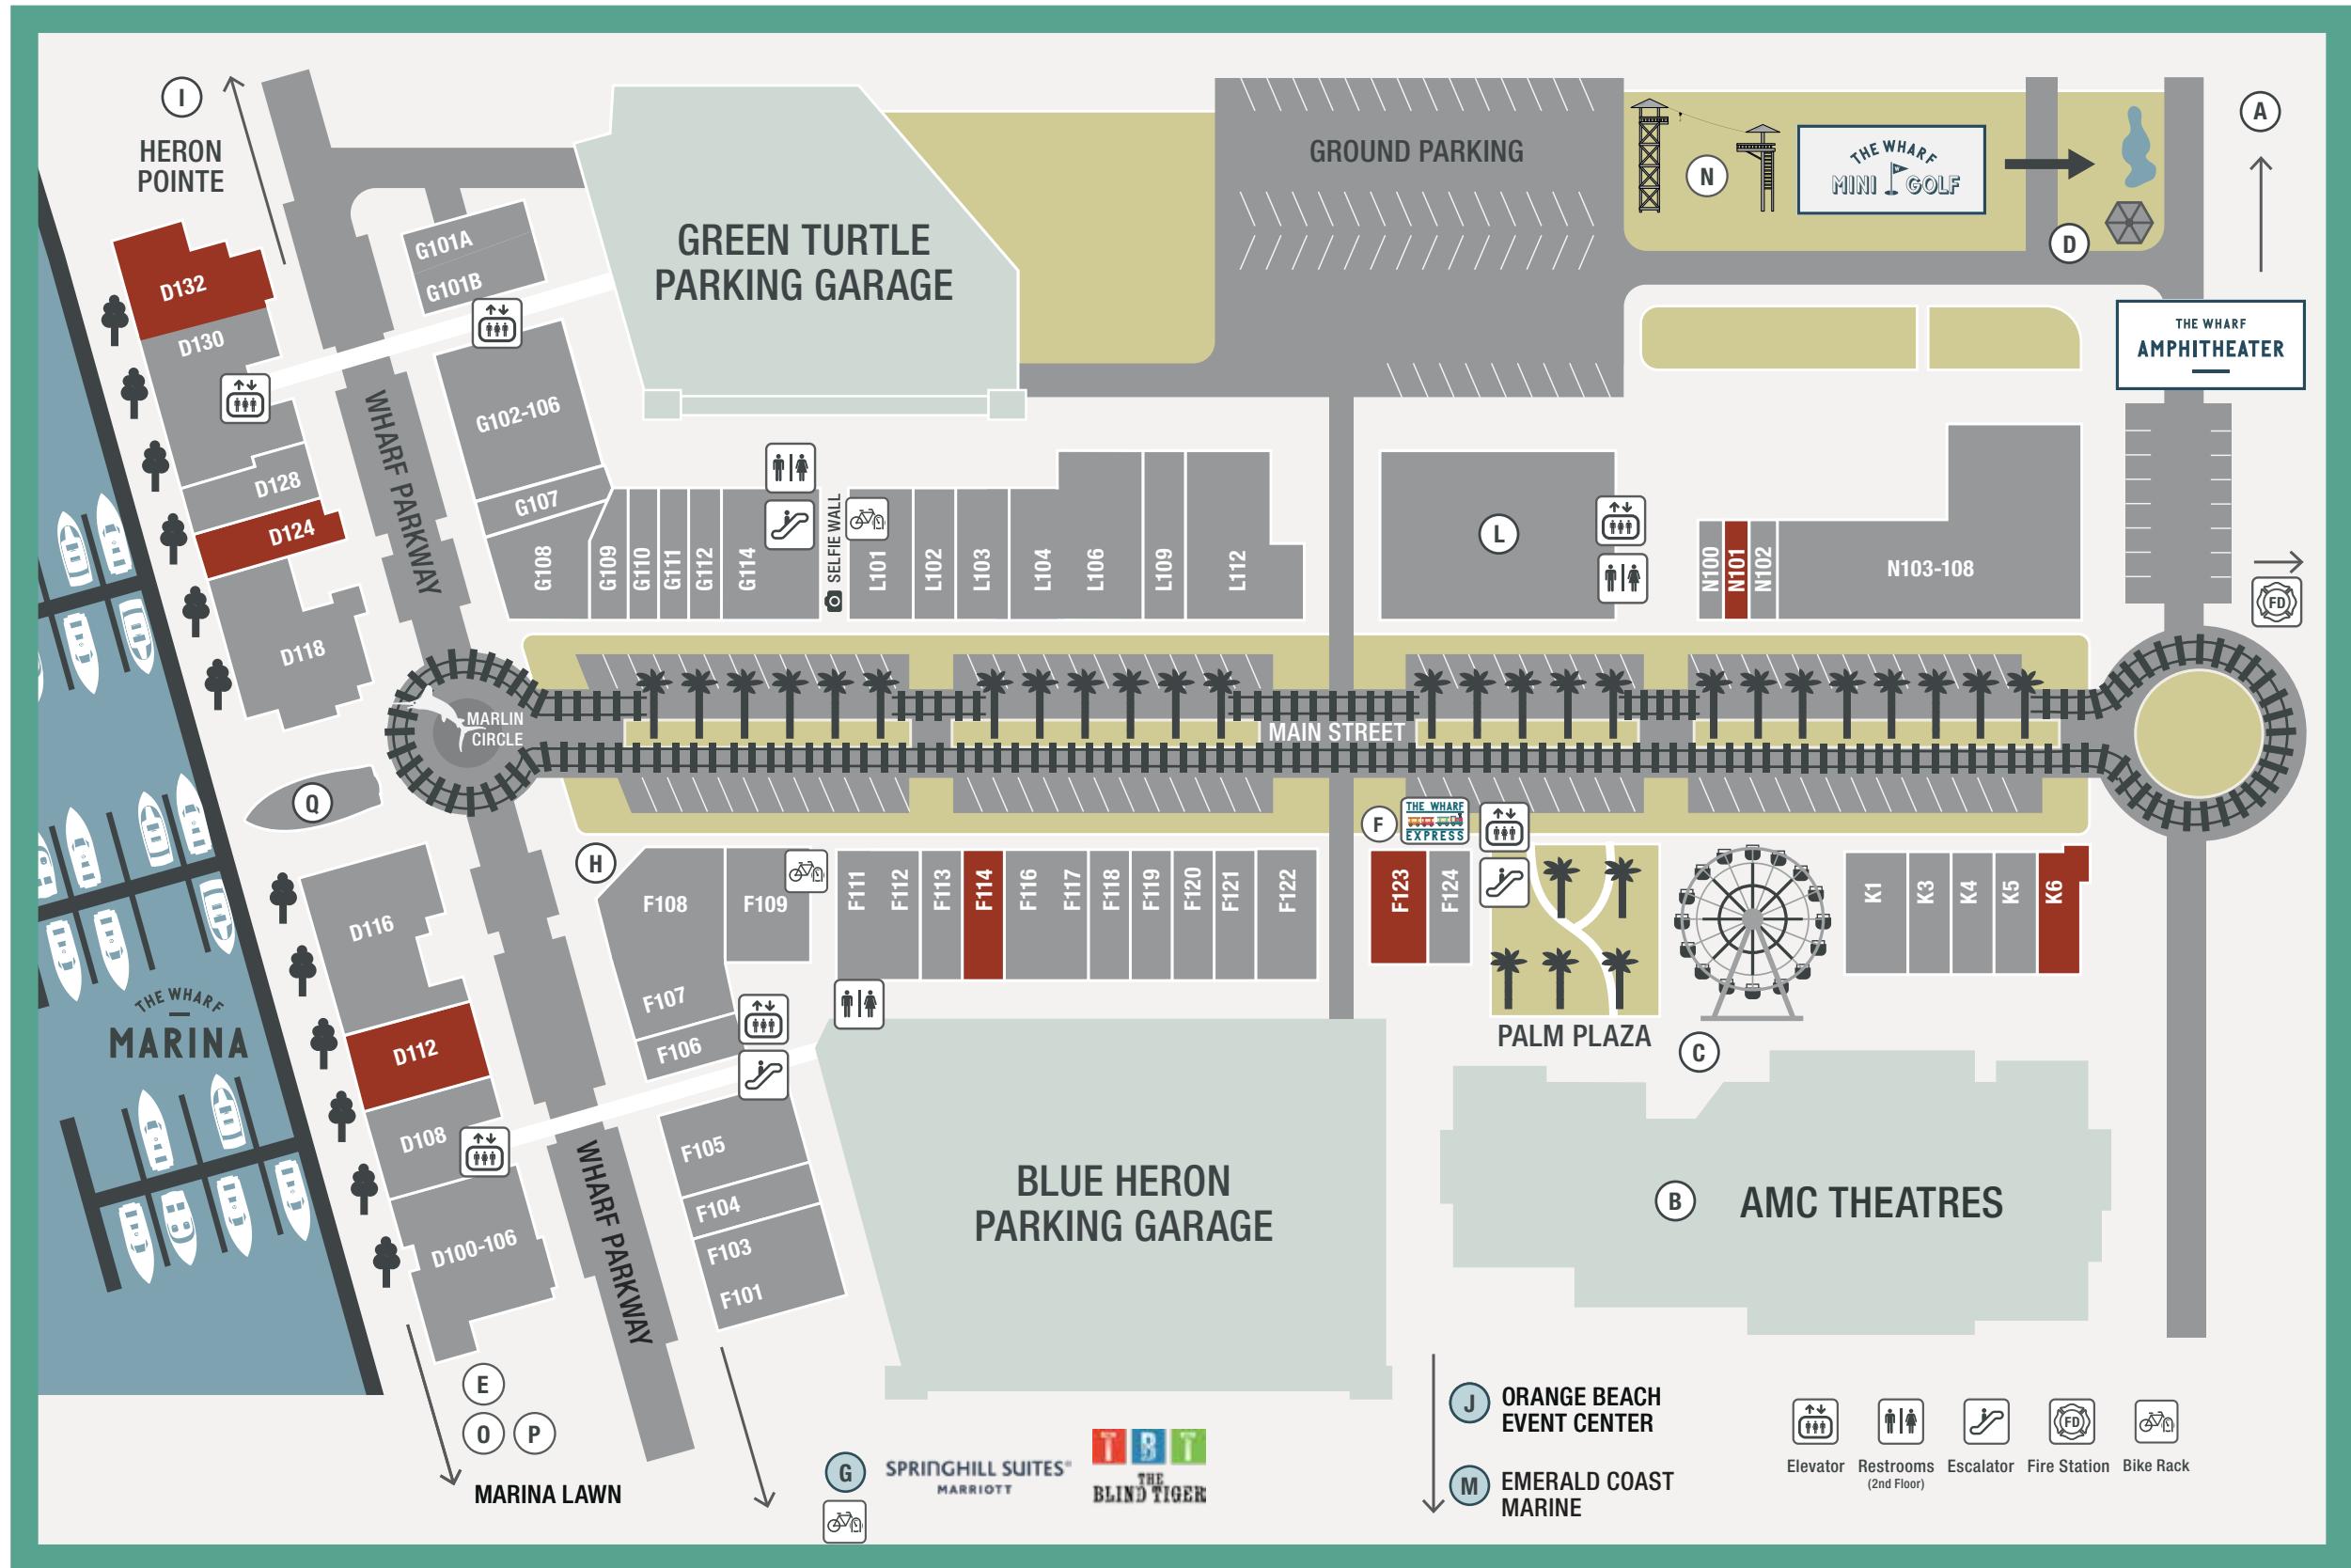 I
HERON
POINTE
GREEN TURTLE
PARKING GARAGE
GROUND PARKING
N
THE WHARF
MINI GOLF
D
A
THE WHARF
AMPHITHEATER
D132
D130
D128
D124
D118
G101A
G101B
G102-106
G107
G108
G109
G110
G111
G112
G114
SELFIE WALL
L101
L102
L103
L104
L106
L109
L112
L
N100
N101
N102
N103-108
FD
WHARF PARKWAY
MARLIN
CIRCLE
MAIN STREET
Q
H
F
THE WHARF
EXPRESS
F108
F109
F111
F112
F113
F114
F116
F117
F118
F119
F120
F121
F122
F123
F124
K1
K3
K4
K5
K6
D116
D112
D108
D100-106
F107
F106
F105
F104
F103
F101
THE WHARF
MARINA
PALM PLAZA
C
BLUE HERON
PARKING GARAGE
B
AMC THEATRES
WHARF PARKWAY
E
O
P
MARINA LAWN
G
SPRINGHILL SUITES®
MARRIOTT
TBT
THE
BLIND TIGER
J
ORANGE BEACH
EVENT CENTER
M
EMERALD COAST
MARINE
FD
Elevator
Restrooms
(2nd Floor)
Escalator
Fire Station
Bike Rack